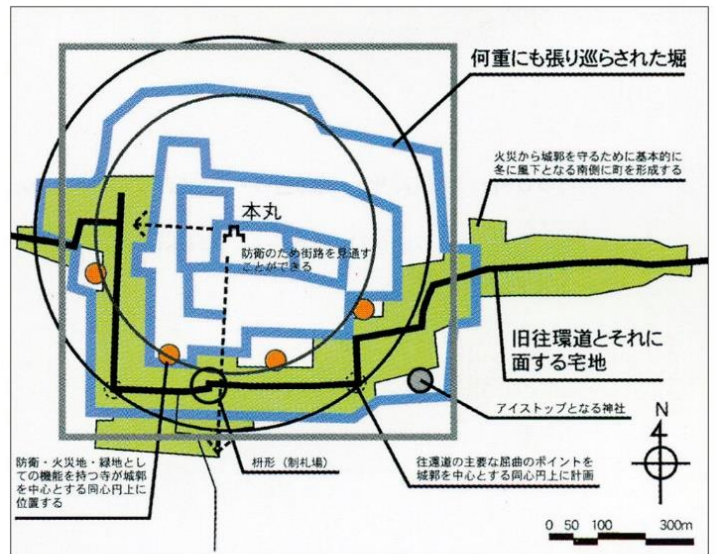 何重にも張り巡らされた堀
火災から城郭を守るために基本的に
冬に風下となる南側に町を形成する
本丸
防衛のため街路を見通す
ことができる
旧往環道とそれに
面する宅地
アイストップとなる神社
N
防衛・火災地・緑地とし
ての機能を持つ寺が城郭
を中心とする同心円上に
位置する
枡形（制札場）
往還道の主要な屈曲のポイントを
城郭を中心とする同心円上に計画
0 50 100 300m